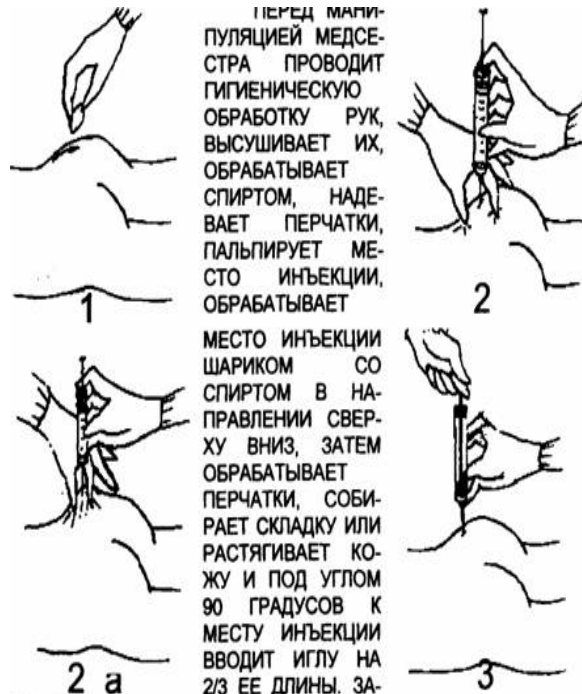 ПЕРЕД МАНИ-
ПУЛЯЦИЕЙ МЕДСЕ-
СТРА ПРОВОДИТ
ГИГИЕНИЧЕСКУЮ
ОБРАБОТКУ РУК,
ВЫСУШИВАЕТ ИХ,
ОБРАБАТЫВАЕТ
СПИРТОМ, НАДЕ-
ВАЕТ ПЕРЧАТКИ,
ПАЛЬПИРУЕТ МЕ-
СТО ИНЪЕКЦИИ,
ОБРАБАТЫВАЕТ
1
2
МЕСТО ИНЪЕКЦИИ
ШАРИКОМ СО
СПИРТОМ В НА-
ПРАВЛЕНИИ СВЕР-
ХУ ВНИЗ, ЗАТЕМ
ОБРАБАТЫВАЕТ
ПЕРЧАТКИ, СОБИ-
РАЕТ СКЛАДКУ ИЛИ
РАСТЯГИВАЕТ КО-
ЖУ И ПОД УГЛОМ
90 ГРАДУСОВ К
МЕСТУ ИНЪЕКЦИИ
ВВОДИТ ИГЛУ НА
2/3 ЕЕ ДЛИНЫ. ЗА-
2 а
3